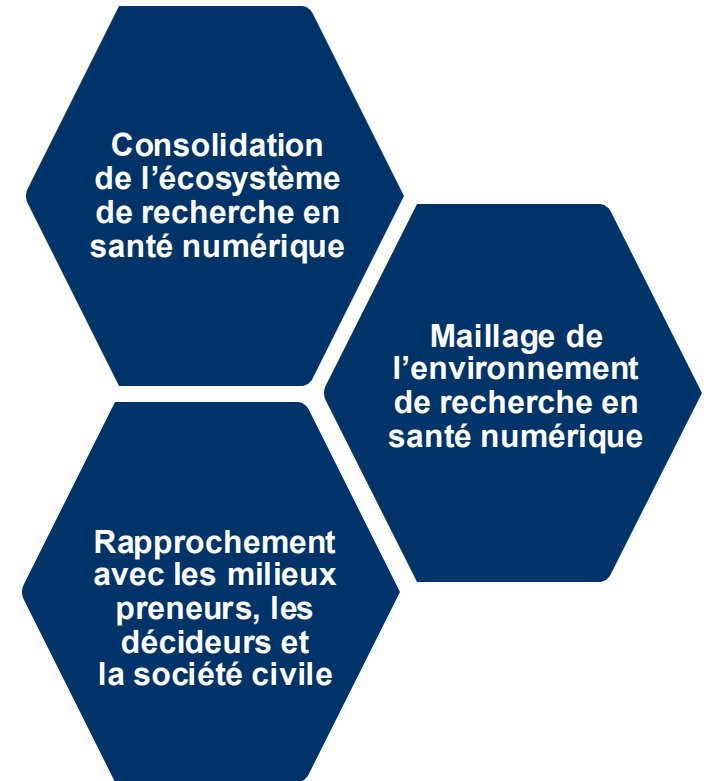 Consolidation
de l’écosystème
de recherche en
santé numérique
Maillage de
l’environnement
de recherche en
santé numérique
Rapprochement
avec les milieux
preneurs, les
décideurs et
la société civile